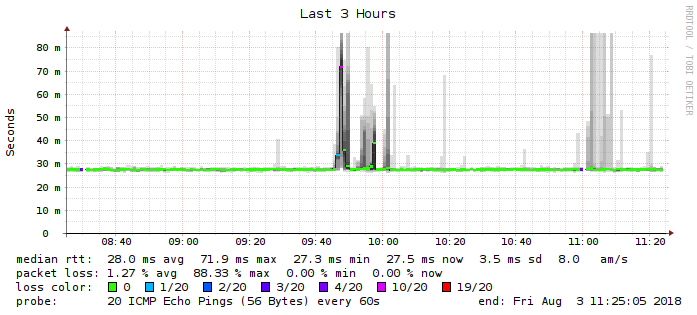 Last 3 Hours
RRDTOOL / TOBI OETIKER
Seconds
80 m
70 m
60 m
50 m
40 m
30 m
20 m
10 m
0
08:40 09:00 09:20 09:40 10:00 10:20 10:40 11:00 11:20
median rtt: 28.0 ms avg 71.9 ms max 27.3 ms min 27.5 ms now 3.5 ms sd 8.0 am/s
packet loss: 1.27 % avg 88.33 % max 0.00 % min 0.00 % now
loss color: 0 1/20 2/20 3/20 4/20 10/20 19/20
probe: 20 ICMP Echo Pings (56 Bytes) every 60s end: Fri Aug 3 11:25:05 2018